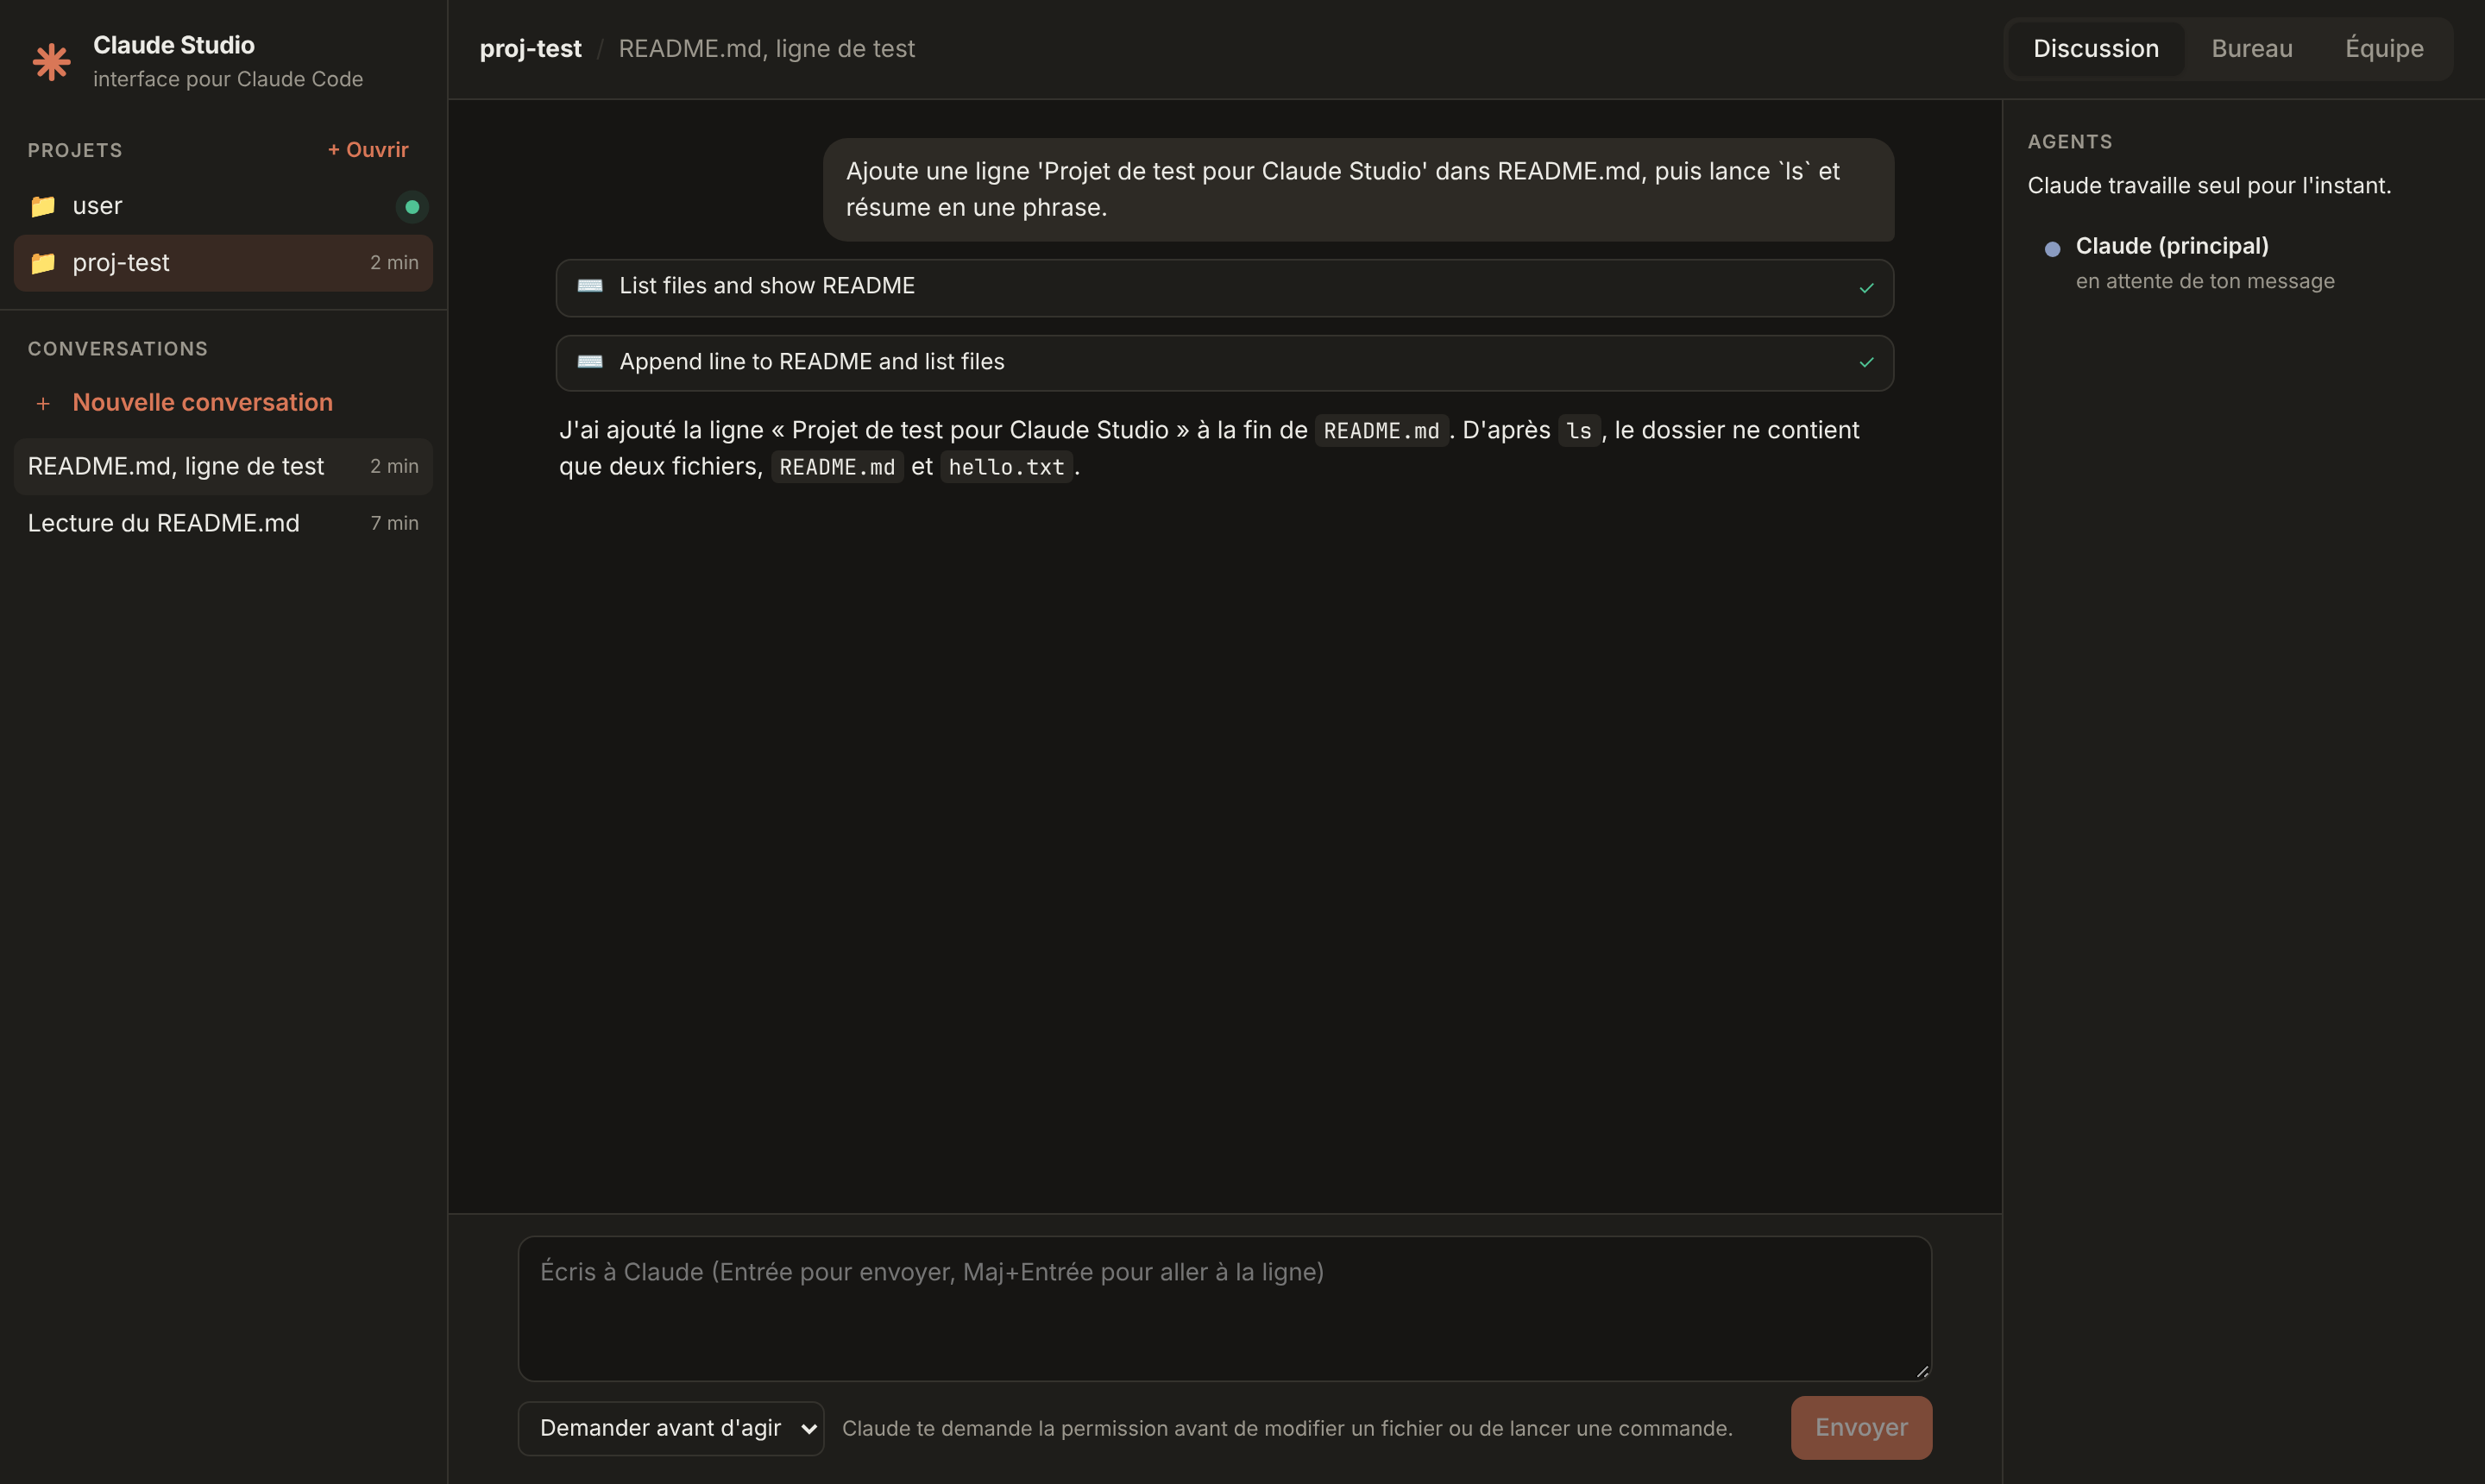 Claude Studio
interface pour Claude Code
PROJETS
+ Ouvrir
user
proj-test
2 min
CONVERSATIONS
+ Nouvelle conversation
README.md, ligne de test
2 min
Lecture du README.md
7 min
proj-test / README.md, ligne de test
Discussion
Bureau
Équipe
Ajoute une ligne 'Projet de test pour Claude Studio' dans README.md, puis lance `ls` et
résume en une phrase.
List files and show README
Append line to README and list files
J'ai ajouté la ligne « Projet de test pour Claude Studio » à la fin de README.md. D'après ls, le dossier ne contient
que deux fichiers, README.md et hello.txt.
Écris à Claude (Entrée pour envoyer, Maj+Entrée pour aller à la ligne)
Demander avant d'agir
Claude te demande la permission avant de modifier un fichier ou de lancer une commande.
Envoyer
AGENTS
Claude travaille seul pour l'instant.
Claude (principal)
en attente de ton message